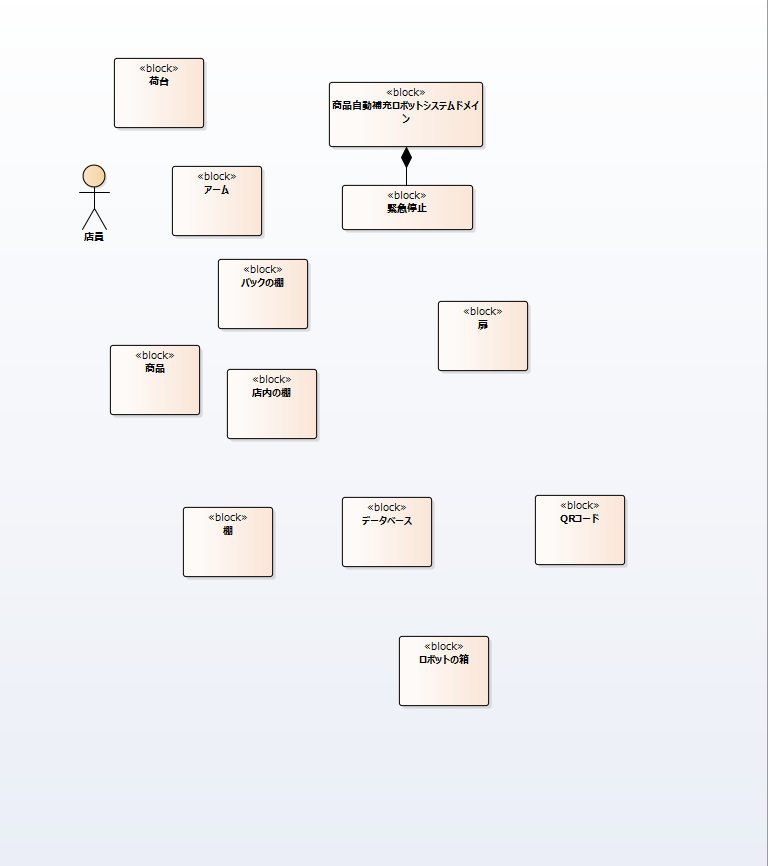 «block»
荷台
«block»
商品自動補充ロボットシステムドメイ
ン
«block»
アーム
店員
«block»
緊急停止
«block»
バックの棚
«block»
扉
«block»
商品
«block»
店内の棚
«block»
棚
«block»
データベース
«block»
QRコード
«block»
ロボットの箱